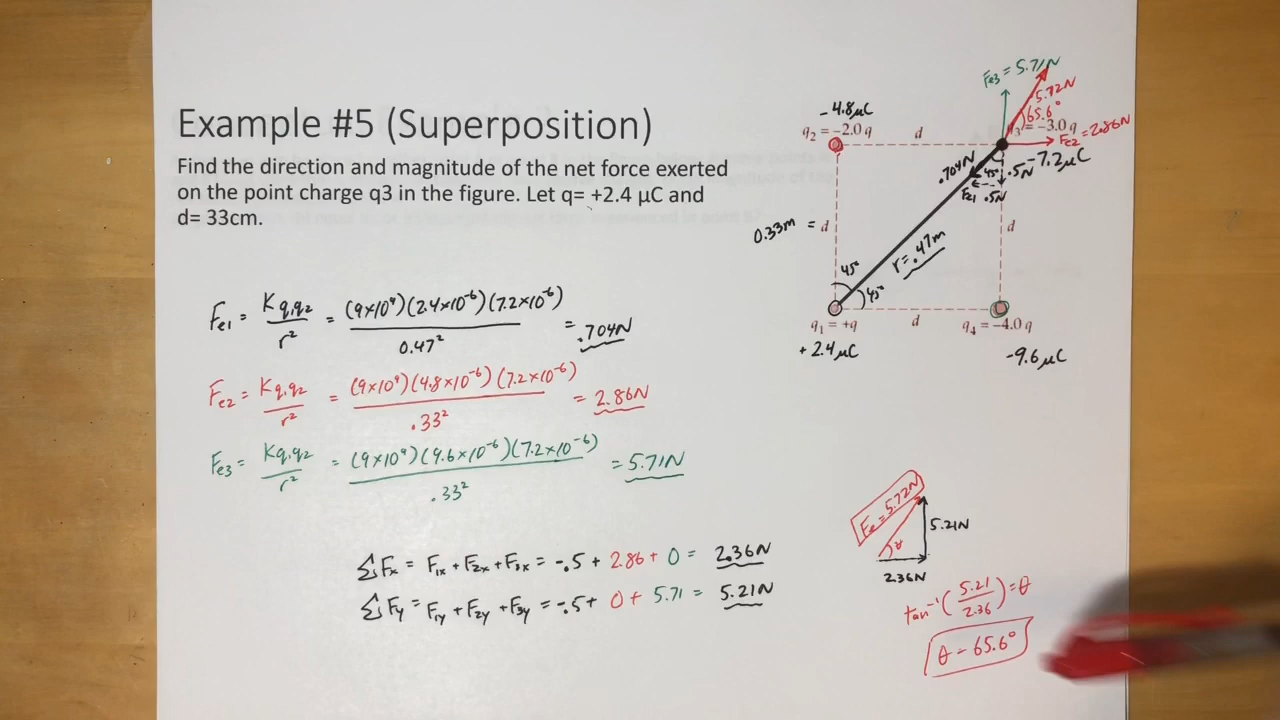 Example #5 (Superposition)
Find the direction and magnitude of the net force exerted
on the point charge q3 in the figure. Let q= +2.4 μC and
d= 33cm.
Fe1 = Kq₁q₂/r² = (9×10⁹)(2.4×10⁻⁶)(7.2×10⁻⁶)/0.47² = .704N
Fe2 = Kq₁q₂/r² = (9×10⁹)(4.8×10⁻⁶)(7.2×10⁻⁶)/.33² = 2.86N
Fe3 = Kq₁q₂/r² = (9×10⁹)(9.6×10⁻⁶)(7.2×10⁻⁶)/.33² = 5.71N
ΣFx = F1x + F2x + F3x = -.5 + 2.86 + 0 = 2.36N
ΣFy = F1y + F2y + F3y = -.5 + 0 + 5.71 = 5.21N
Fe3 = 5.71N
5.72N
65.6°
-4.8μC
q₂ = −2.0 q
d
= −3.0 q
Fe2 = 2.86N
-7.2μC
.704N
45°
.5N
Fe1
.5N
0.33m = d
r = .47m
d
45°
45°
q₁ = +q
d
q₄ = −4.0 q
+2.4μC
-9.6μC
Fe = 5.72N
5.21N
2.36N
tan⁻¹(5.21/2.36) = θ
θ = 65.6°